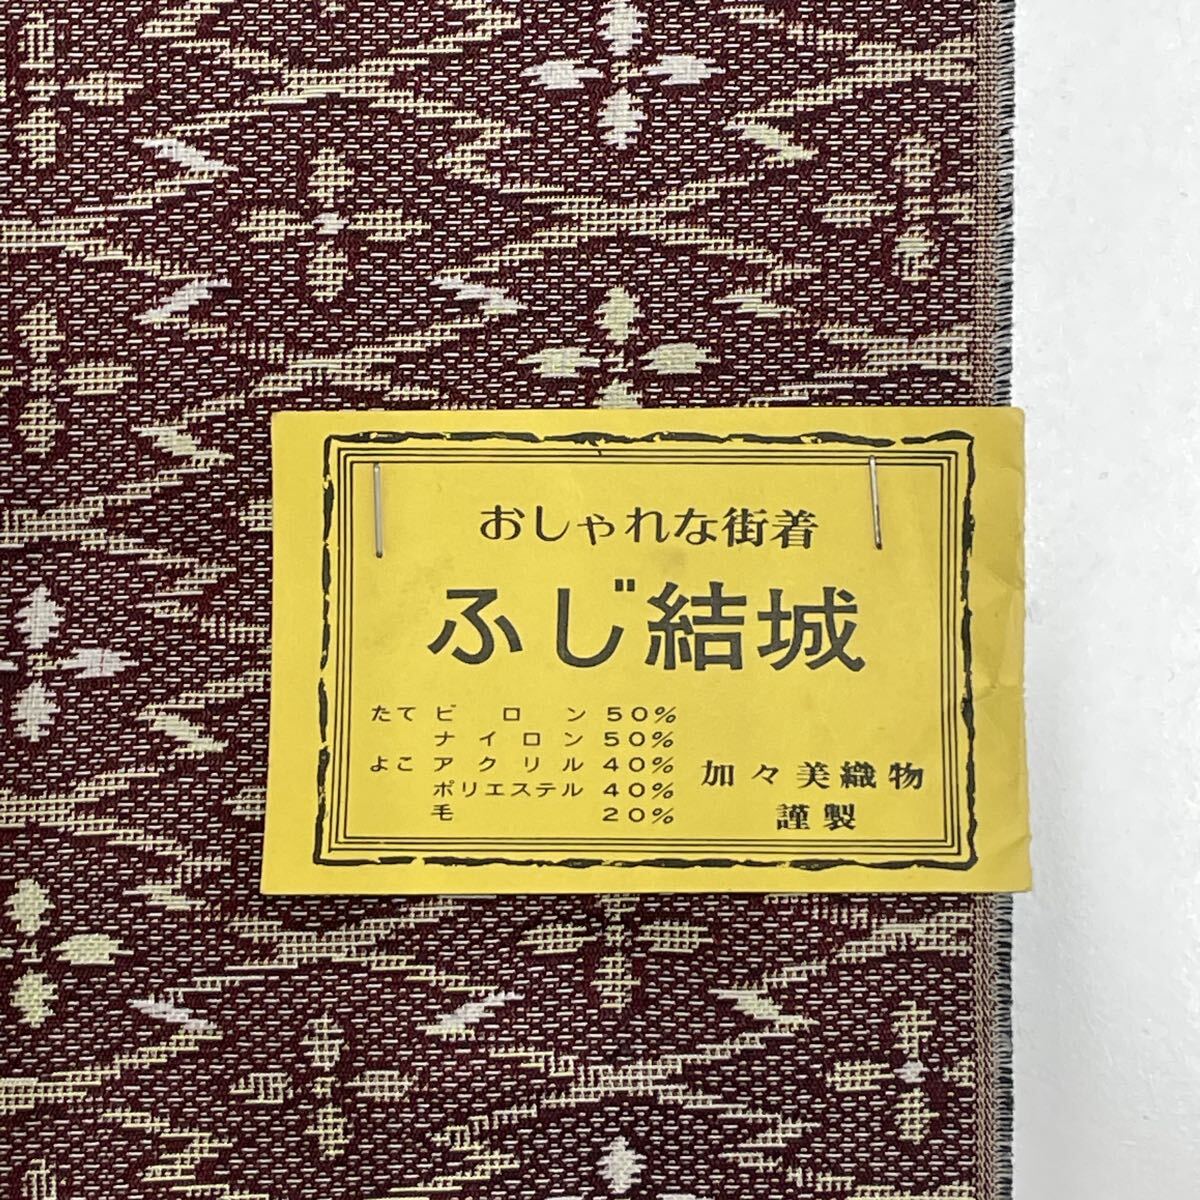 おしゃれな街着
ふじ結城
たて ビロン 50%
ナイロン 50%
よこ アクリル 40%
ポリエステル 40%
毛 20%
加々美織物
謹製